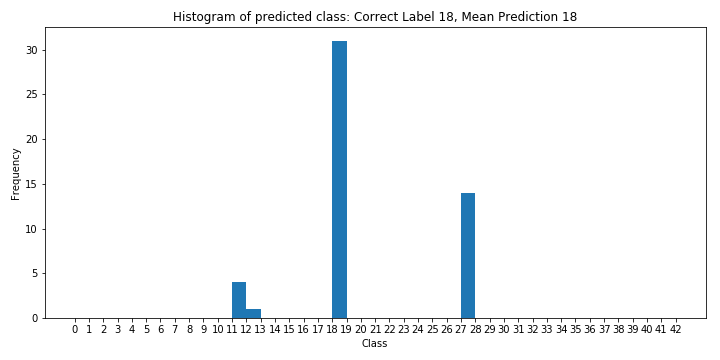 Histogram of predicted class: Correct Label 18, Mean Prediction 18
Frequency
30
25
20
15
10
5
0
0 1 2 3 4 5 6 7 8 9 10 11 12 13 14 15 16 17 18 19 20 21 22 23 24 25 26 27 28 29 30 31 32 33 34 35 36 37 38 39 40 41 42
Class